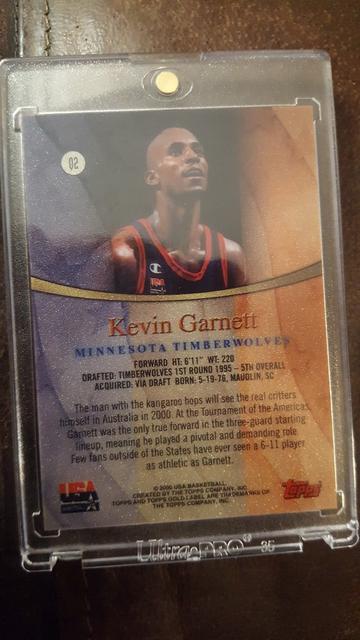 02
USA
Kevin Garnett
MINNESOTA TIMBERWOLVES
FORWARD HT: 6'11" WT: 220
DRAFTED: TIMBERWOLVES 1ST ROUND 1995 – 5TH OVERALL
ACQUIRED: VIA DRAFT BORN: 5-19-76, MAUDLIN, SC
The man with the kangaroo hops will see the real critters
himself in Australia in 2000. At the Tournament of the Americas,
Garnett was the only true forward in the three-guard starting
lineup, meaning he played a pivotal and demanding role.
Few fans outside of the States have ever seen a 6-11 player
as athletic as Garnett.
USA
© 2000 USA BASKETBALL
CREATED BY THE TOPPS COMPANY, INC.
TOPPS AND TOPPS GOLD LABEL ARE TRADEMARKS OF
THE TOPPS COMPANY, INC.
Topps
Ultra·PRO® 35